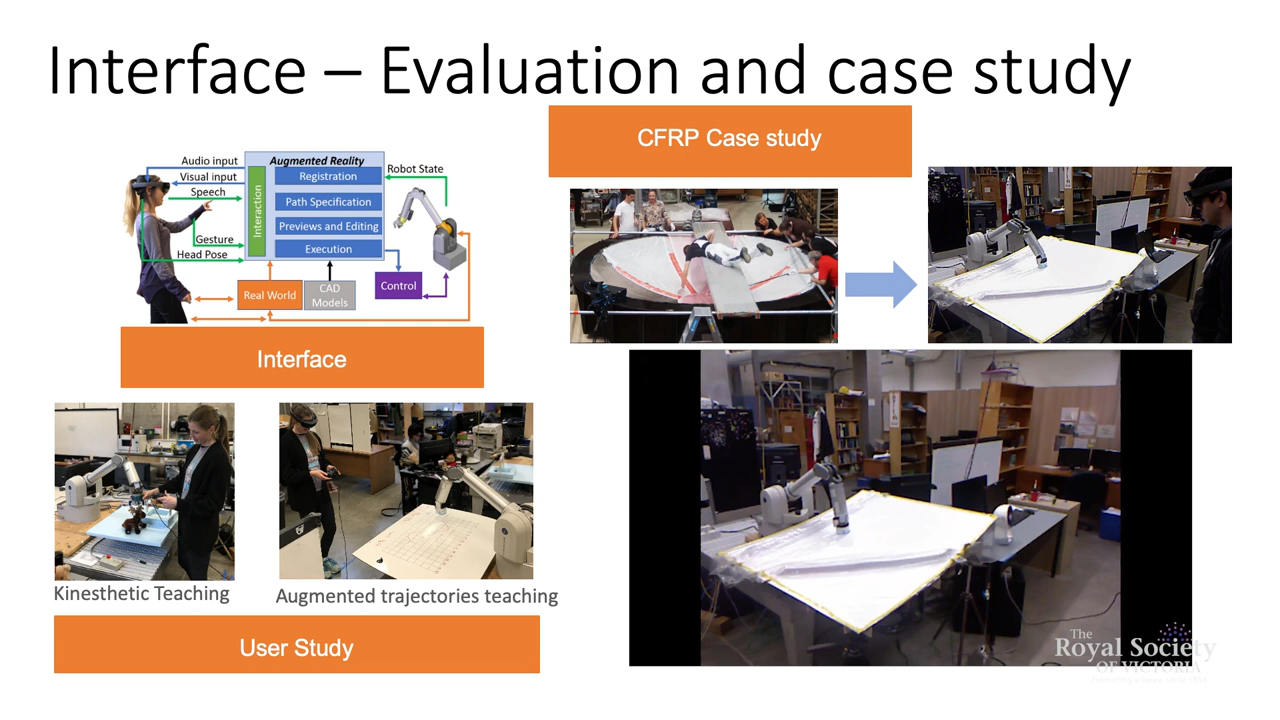 Interface – Evaluation and case study
CFRP Case study
Audio input
Visual input
Speech
Gesture
Head Pose
Augmented Reality
Interaction
Registration
Path Specification
Previews and Editing
Execution
Robot State
Real World
CAD
Models
Control
Interface
Kinesthetic Teaching
Augmented trajectories teaching
User Study
The
Royal Society
OF VICTORIA